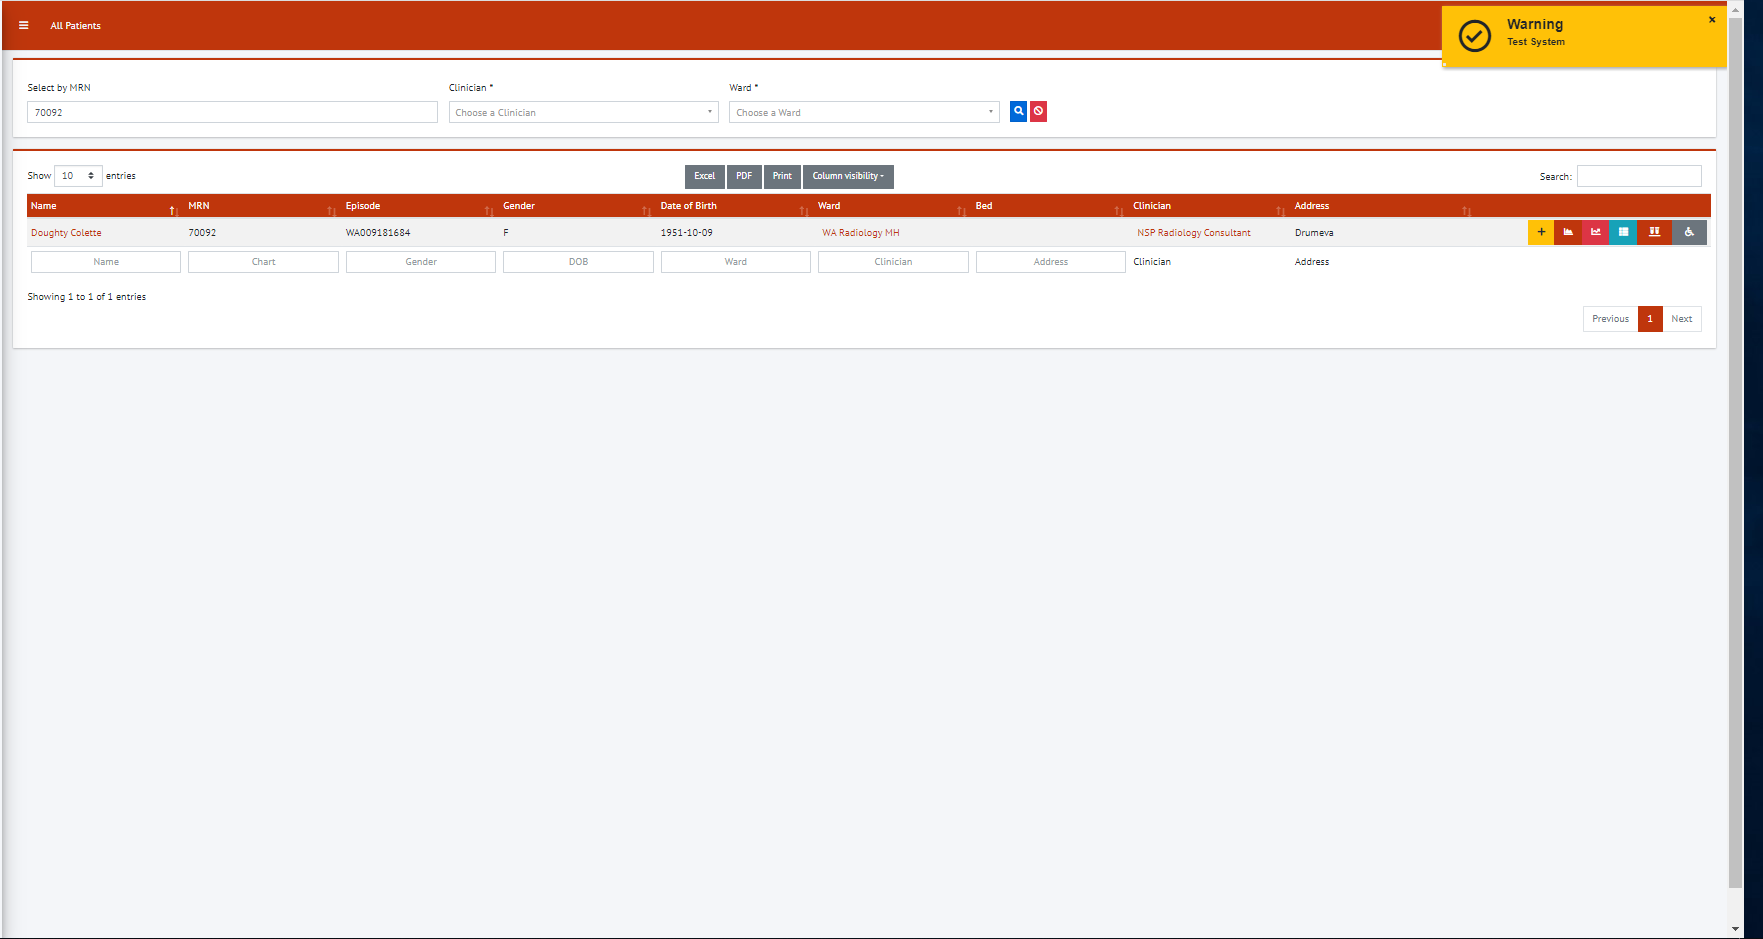 All Patients
Warning
Test System
Select by MRN
Clinician *
Ward *
70092
Choose a Clinician
Choose a Ward
Show 10 entries
Excel PDF Print Column visibility
Search:
Name MRN Episode Gender Date of Birth Ward Bed Clinician Address
Doughty Colette 70092 WA009181684 F 1951-10-09 WA Radiology MH NSP Radiology Consultant Drumeva
Name Chart Gender DOB Ward Clinician Address Clinician Address
Showing 1 to 1 of 1 entries
Previous 1 Next